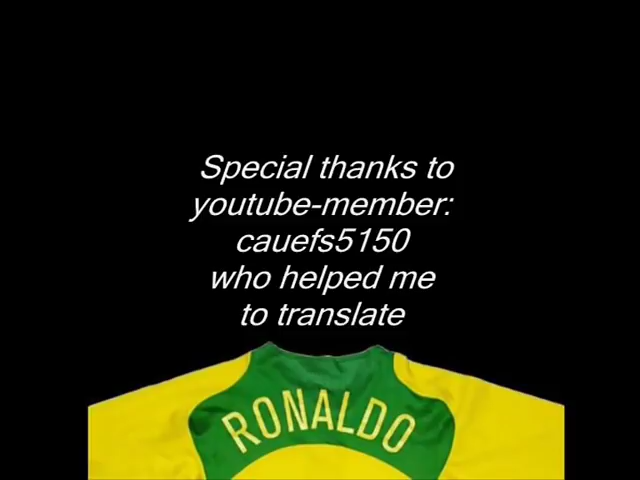 Special thanks to
youtube-member:
cauefs5150
who helped me
to translate
RONALDO